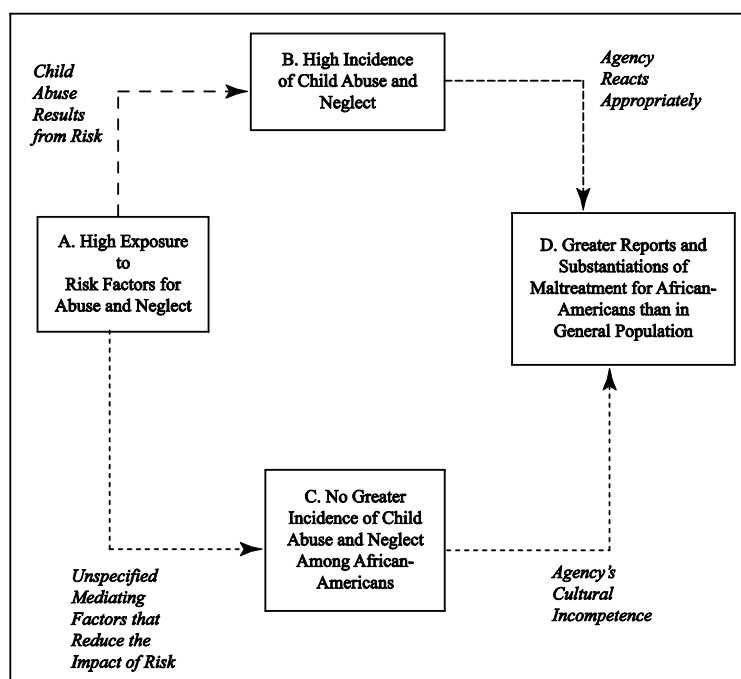 Child
Abuse
Results
from Risk
B. High Incidence
of Child Abuse and
Neglect
Agency
Reacts
Appropriately
A. High Exposure
to
Risk Factors for
Abuse and Neglect
D. Greater Reports and
Substantiations of
Maltreatment for African-
Americans than in
General Population
C. No Greater
Incidence of Child
Abuse and Neglect
Among African-
Americans
Unspecified
Mediating
Factors that
Reduce the
Impact of Risk
Agency's
Cultural
Incompetence